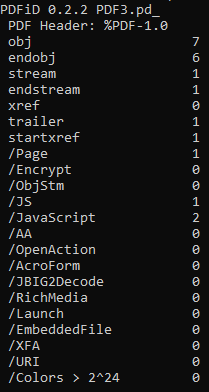 PDFiD 0.2.2 PDF3.pd_
PDF Header: %PDF-1.0
obj 7
endobj 6
stream 1
endstream 1
xref 0
trailer 1
startxref 1
/Page 1
/Encrypt 0
/ObjStm 0
/JS 1
/JavaScript 2
/AA 0
/OpenAction 0
/AcroForm 0
/JBIG2Decode 0
/RichMedia 0
/Launch 0
/EmbeddedFile 0
/XFA 0
/URI 0
/Colors > 2^24 0